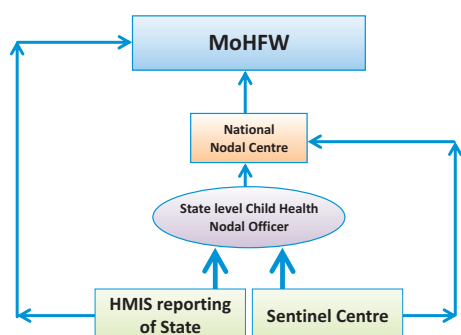 MoHFW
National
Nodal Centre
State level Child Health
Nodal Officer
HMIS reporting
of State
Sentinel Centre